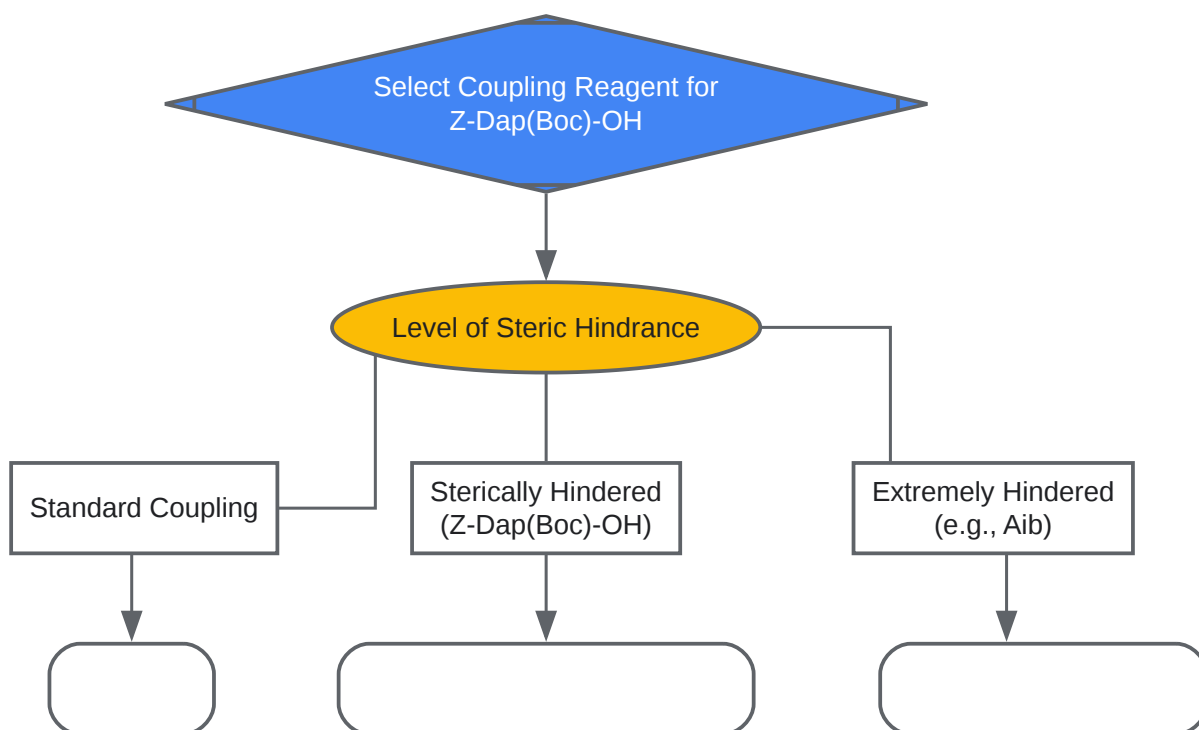 Select Coupling Reagent for
Z-Dap(Boc)-OH
Level of Steric Hindrance
Standard Coupling
Sterically Hindered
(Z-Dap(Boc)-OH)
Extremely Hindered
(e.g., Aib)